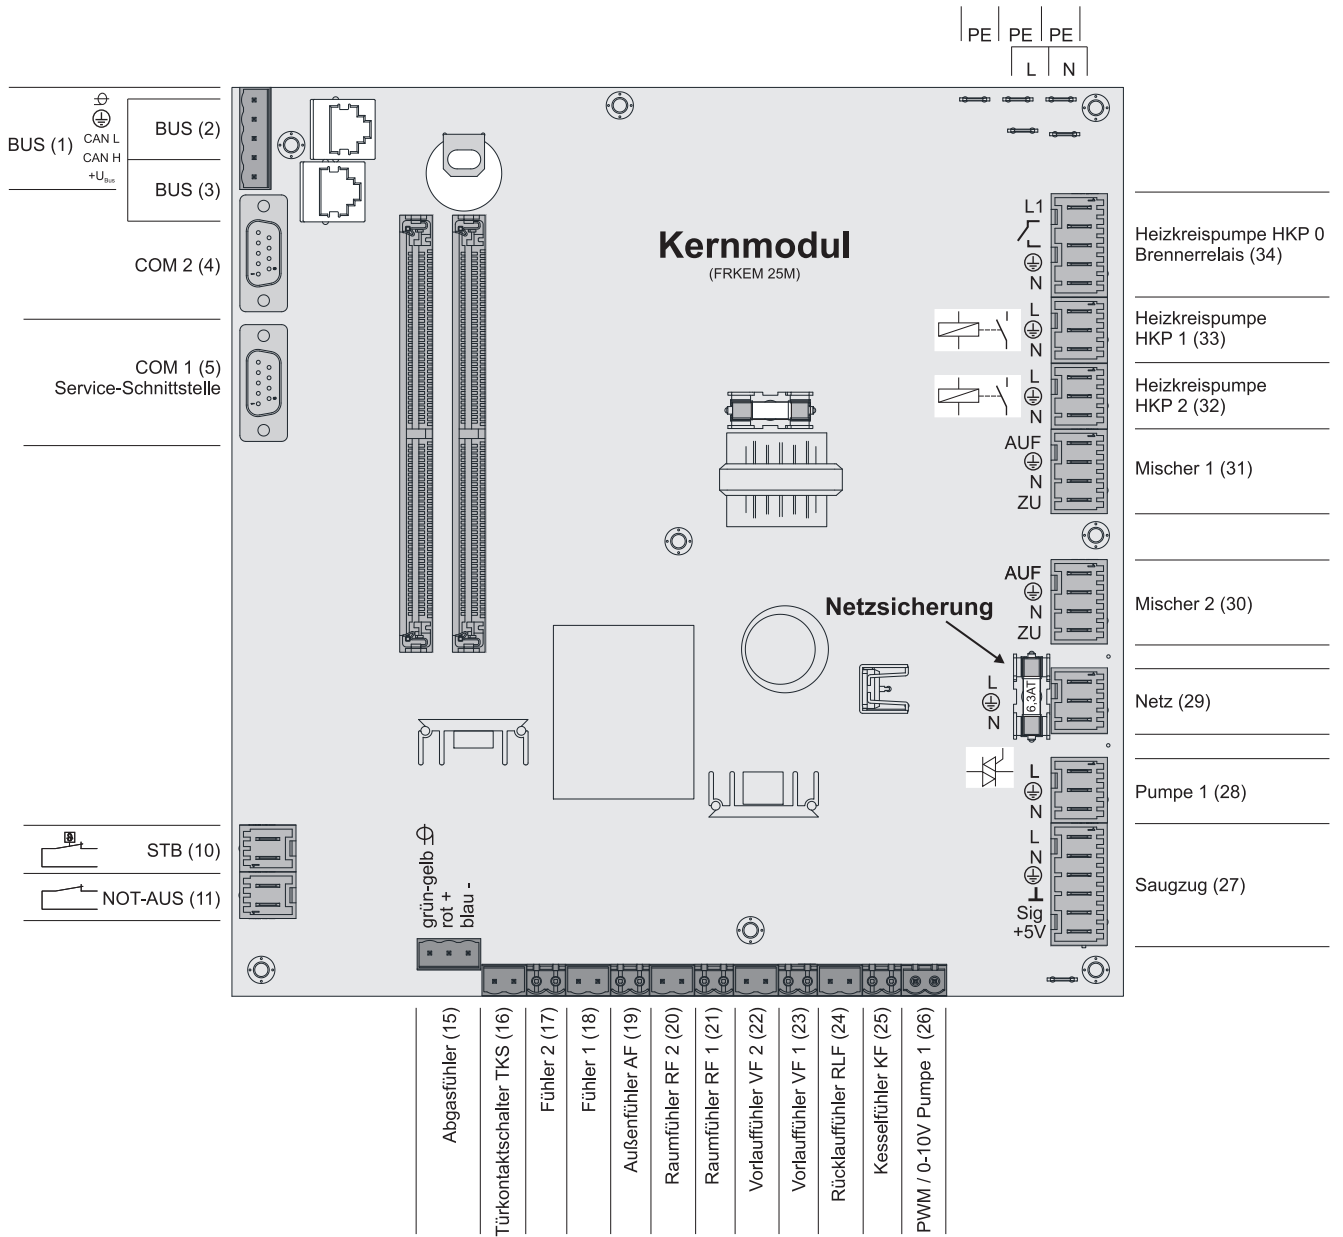 PE PE PE
L N
BUS (1)
CAN L
CAN H
+U Bus
BUS (2)
BUS (3)
COM 2 (4)
COM 1 (5)
Service-Schnittstelle
Kernmodul
(FRKEM 25M)
L1
N
Heizkreispumpe HKP 0
Brennerrelais (34)
L
N
Heizkreispumpe
HKP 1 (33)
L
N
Heizkreispumpe
HKP 2 (32)
AUF
N
ZU
Mischer 1 (31)
AUF
N
ZU
Mischer 2 (30)
Netzsicherung
L
N
6,3AT
Netz (29)
L
N
Pumpe 1 (28)
L
N
Sig
+5V
Saugzug (27)
STB (10)
NOT-AUS (11)
grün-gelb
rot +
blau -
Abgasfühler (15)
Türkontaktschalter TKS (16)
Fühler 2 (17)
Fühler 1 (18)
Außenfühler AF (19)
Raumfühler RF 2 (20)
Raumfühler RF 1 (21)
Vorlauffühler VF 2 (22)
Vorlauffühler VF 1 (23)
Rücklauffühler RLF (24)
Kesselfühler KF (25)
PWM / 0-10V Pumpe 1 (26)